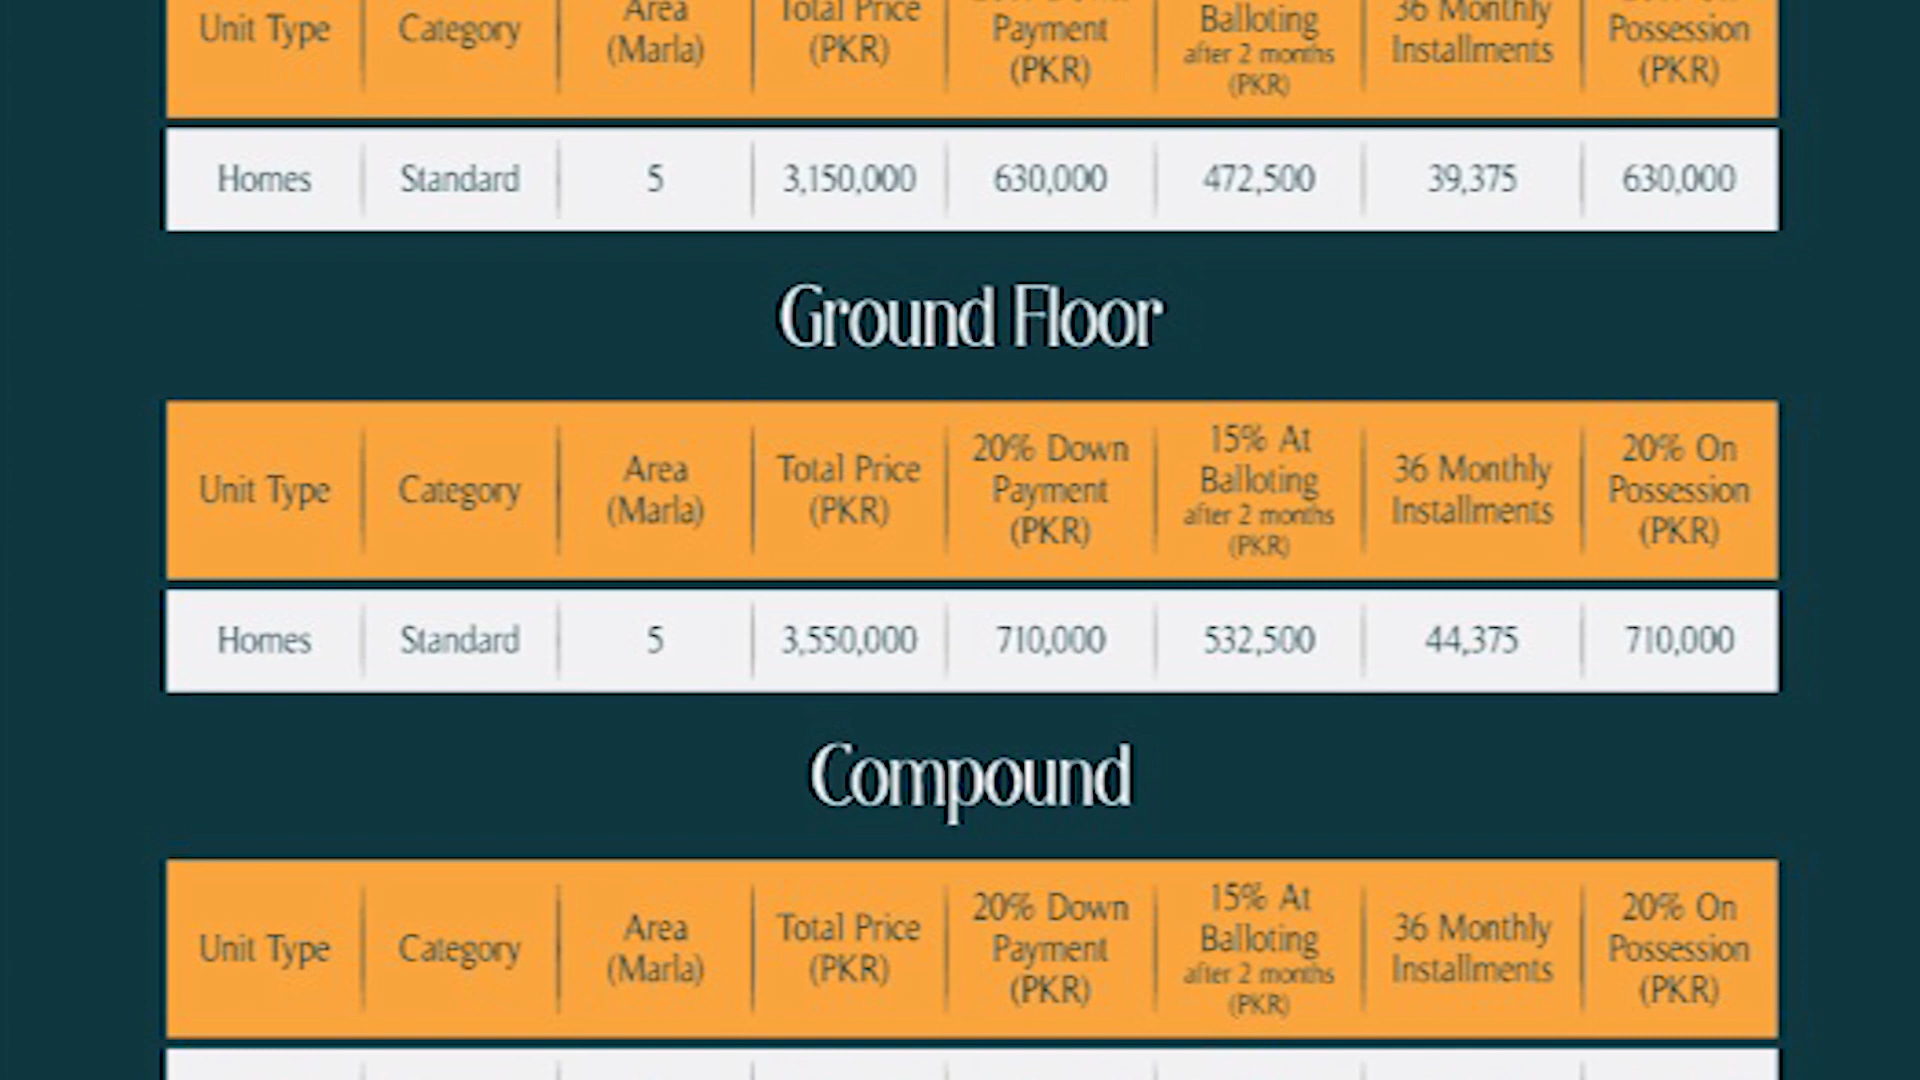 Unit Type Category Area (Marla) Total Price (PKR) Payment (PKR) Balloting after 2 months (PKR) 36 Monthly Installments Possession (PKR)
Homes Standard 5 3,150,000 630,000 472,500 39,375 630,000
Ground Floor
Unit Type Category Area (Marla) Total Price (PKR) 20% Down Payment (PKR) 15% At Balloting after 2 months (PKR) 36 Monthly Installments 20% On Possession (PKR)
Homes Standard 5 3,550,000 710,000 532,500 44,375 710,000
Compound
Unit Type Category Area (Marla) Total Price (PKR) 20% Down Payment (PKR) 15% At Balloting after 2 months (PKR) 36 Monthly Installments 20% On Possession (PKR)